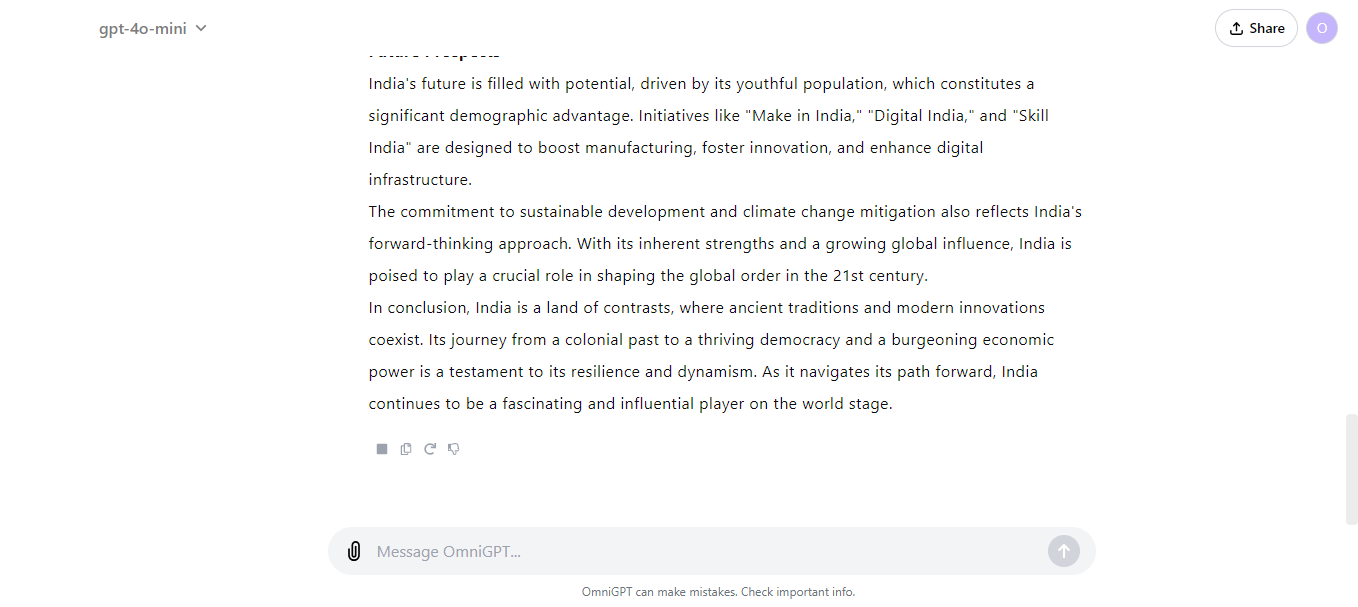 gpt-4o-mini
Share
O
Future Prospects
India's future is filled with potential, driven by its youthful population, which constitutes a
significant demographic advantage. Initiatives like "Make in India," "Digital India," and "Skill
India" are designed to boost manufacturing, foster innovation, and enhance digital
infrastructure.
The commitment to sustainable development and climate change mitigation also reflects India's
forward-thinking approach. With its inherent strengths and a growing global influence, India is
poised to play a crucial role in shaping the global order in the 21st century.
In conclusion, India is a land of contrasts, where ancient traditions and modern innovations
coexist. Its journey from a colonial past to a thriving democracy and a burgeoning economic
power is a testament to its resilience and dynamism. As it navigates its path forward, India
continues to be a fascinating and influential player on the world stage.
Message OmniGPT...
OmniGPT can make mistakes. Check important info.